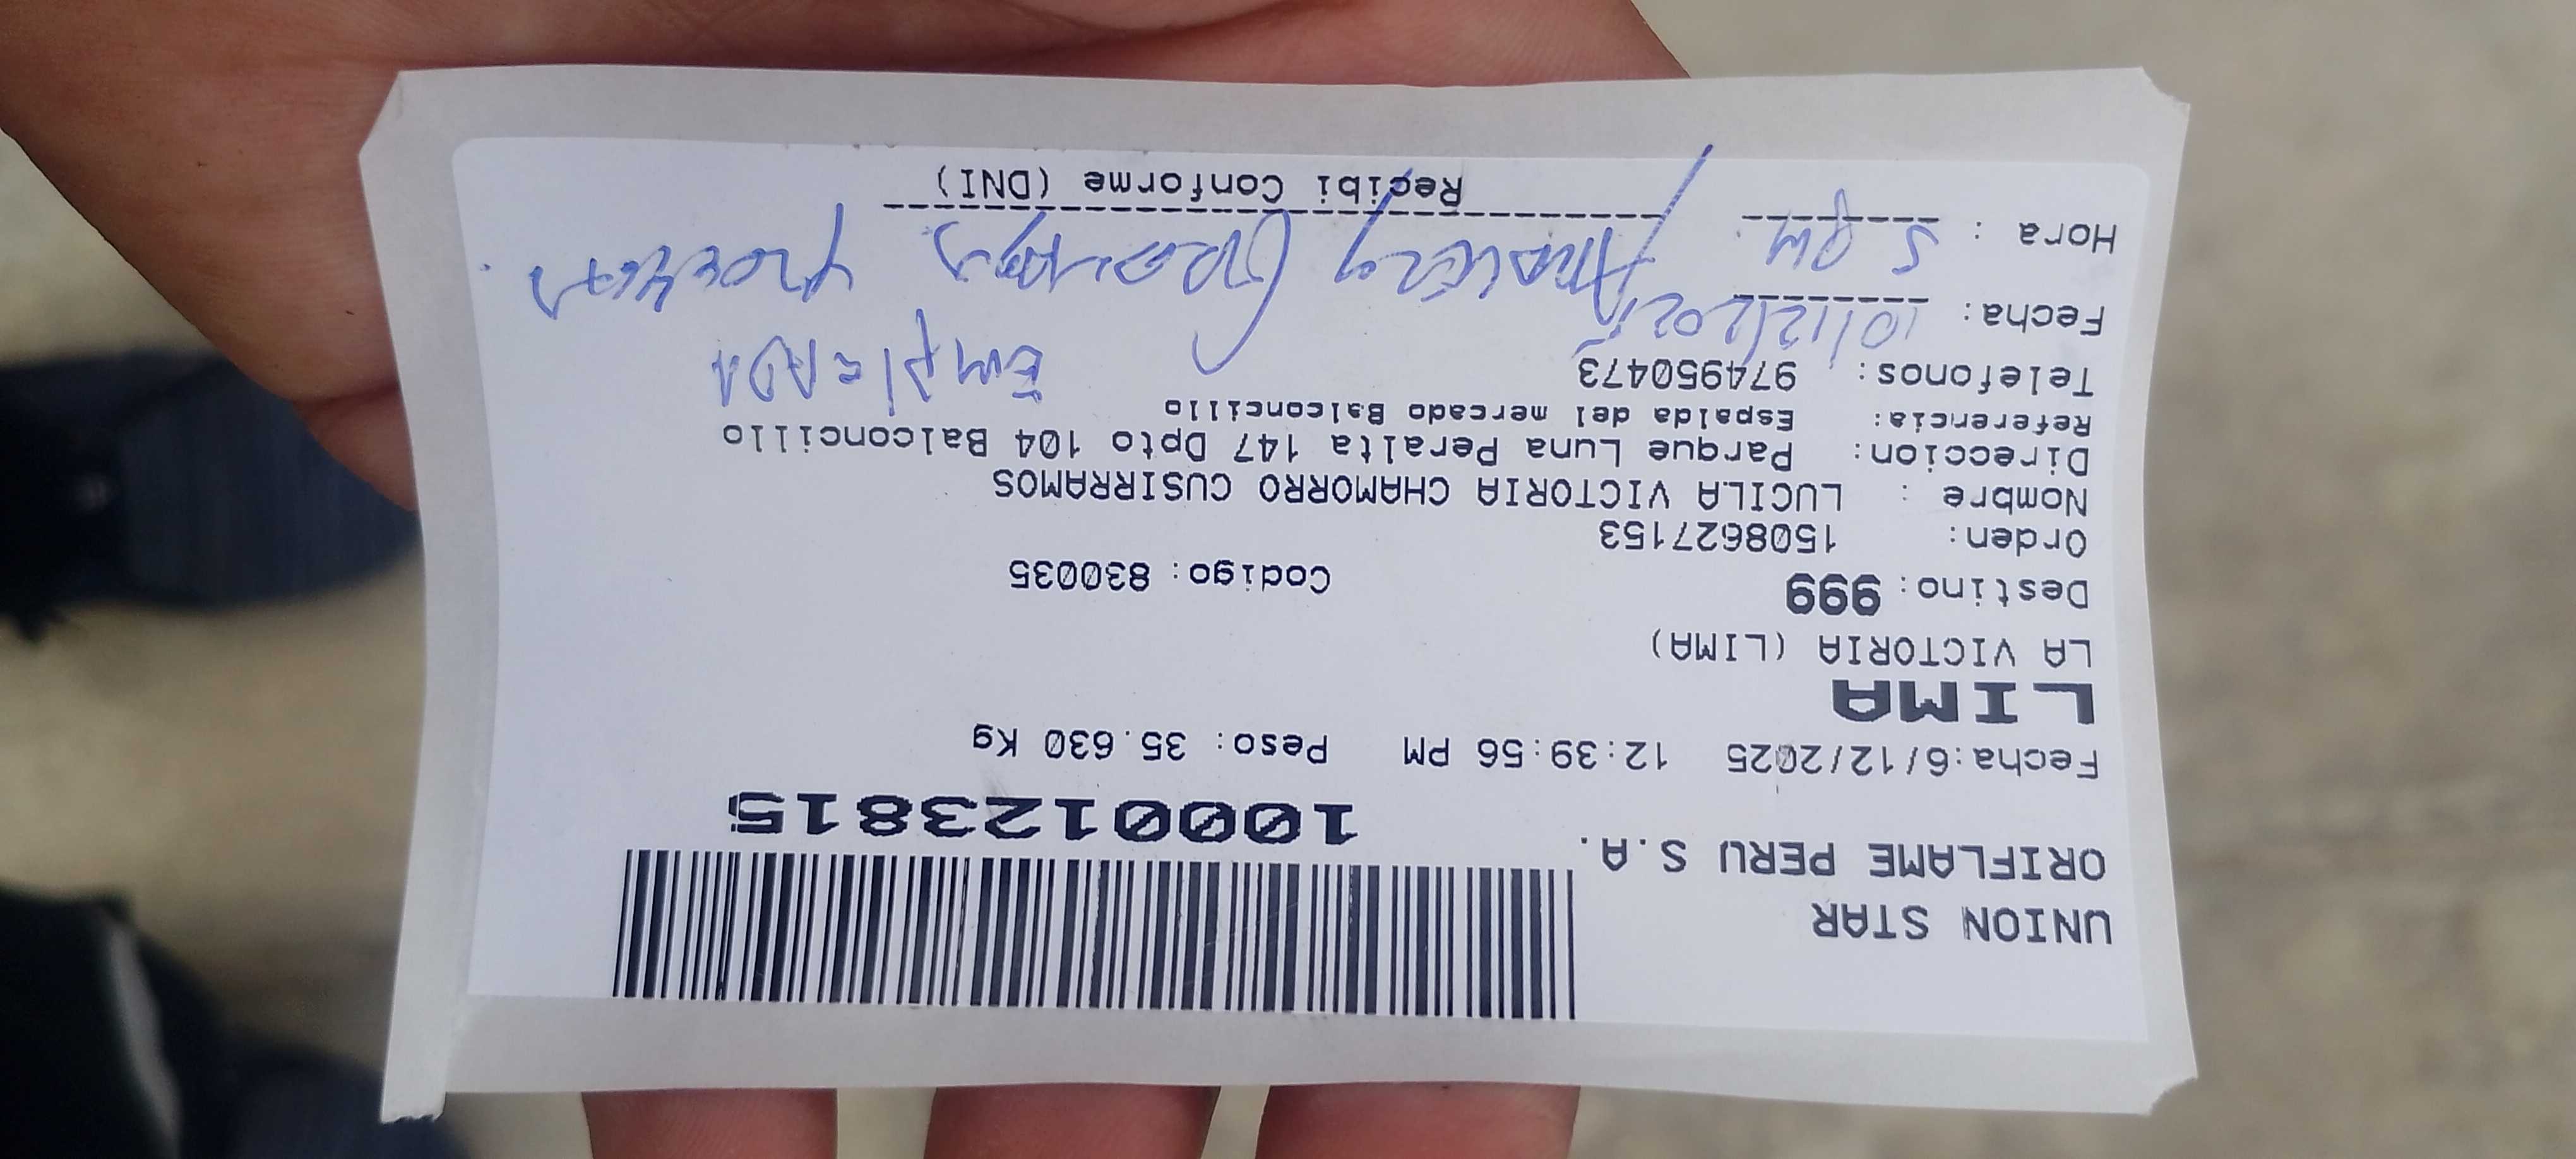 UNION STAR
ORIFLAME PERU S.A.
1000123815
Fecha:6/12/2025 12:39:56 PM Peso: 35.630 Kg
LIMA
LA VICTORIA (LIMA)
Destino: 999 Codigo: 830035
Orden: 1508627153
Nombre : LUCILA VICTORIA CHAMORRO CUSIRRAMOS
Direccion: Parque Luna Peralta 147 Dpto 104 Balconcillo
Referencia: Espalda del mercado Balconcillo
Telefonos: 974950473
EmplEADA
Fecha: 10/12/2025
Hora : 5 PM
Recibi Conforme (DNI)